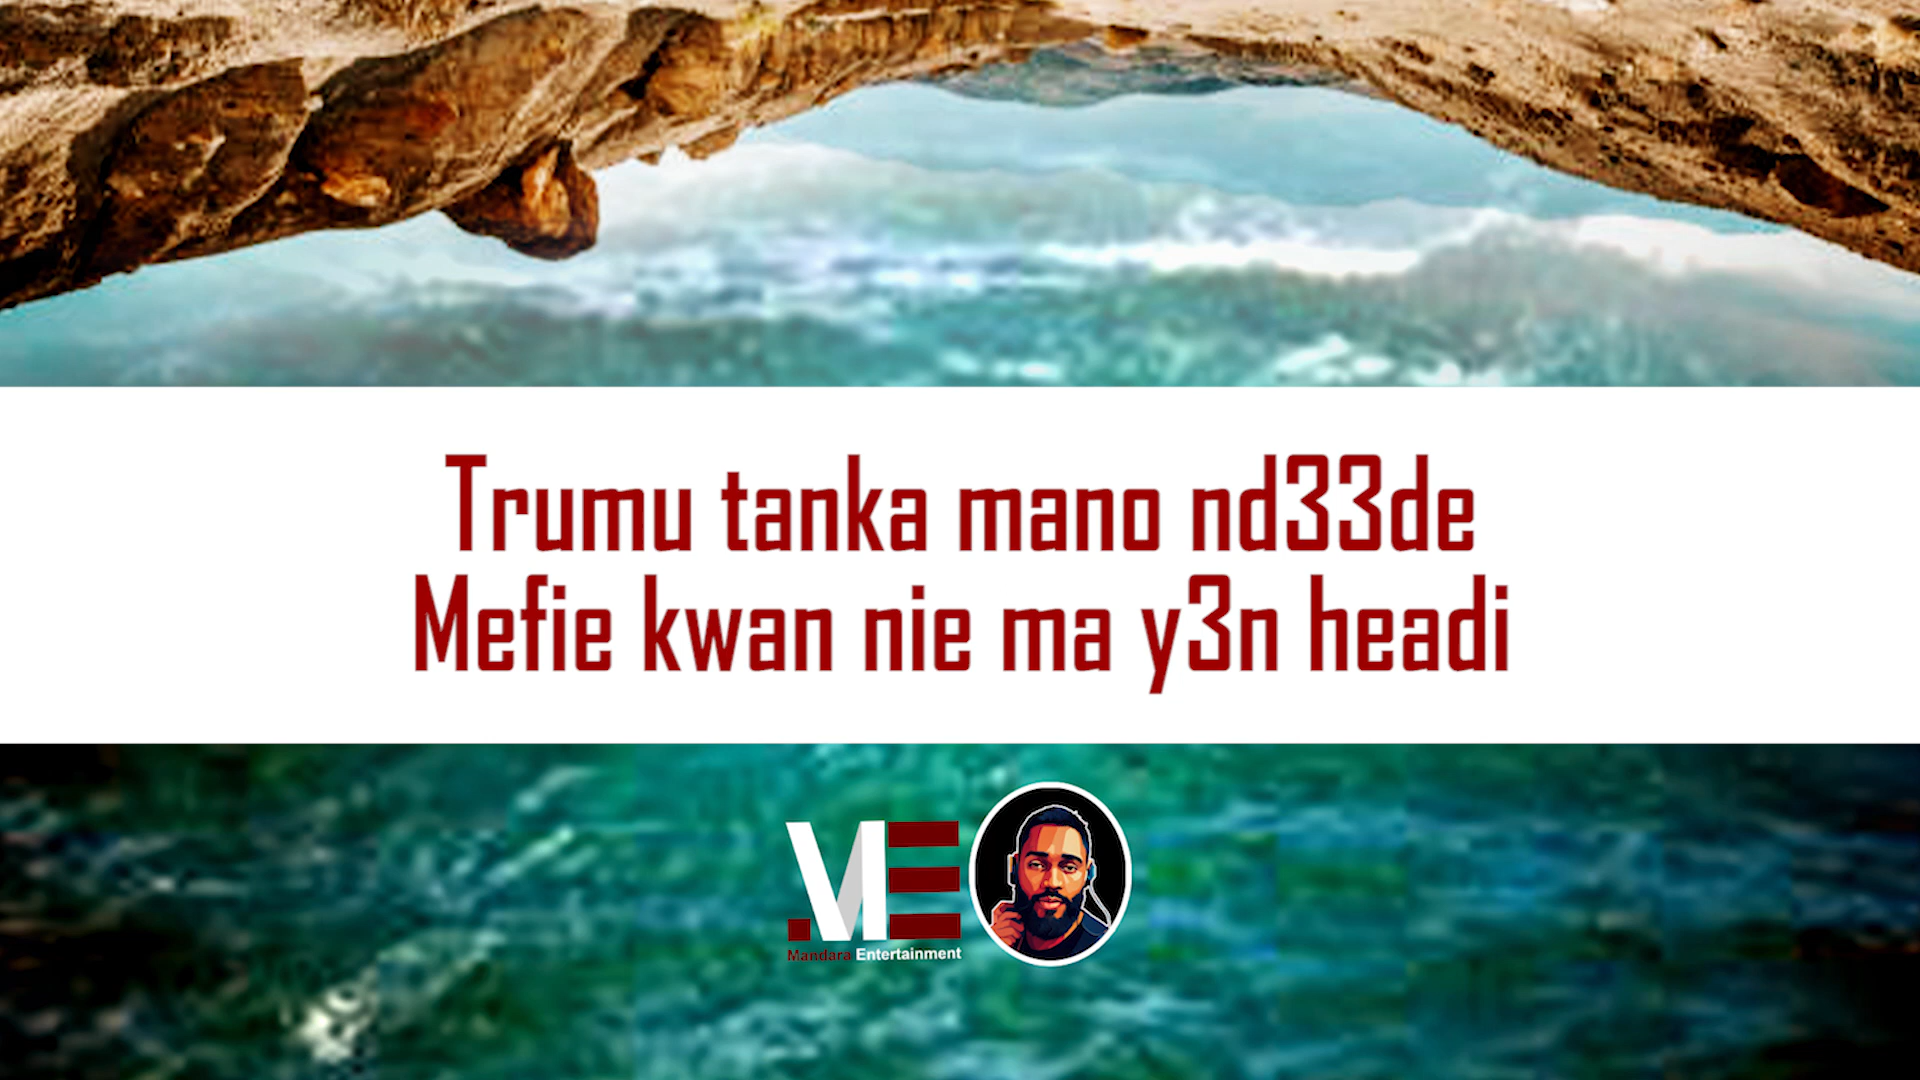 Trumu tanka mano nd33de
Mefie kwan nie ma y3n headi
Mandara Entertainment